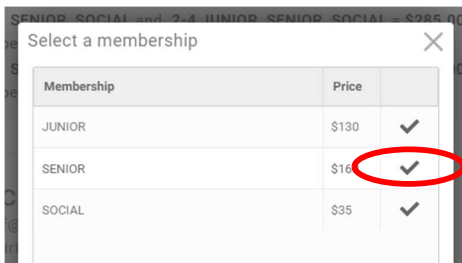 SENIOR, SOCIAL and 2-4 JUNIOR, SENIOR, SOCIAL = $285.00
Select a membership
Membership Price
JUNIOR $130
SENIOR $16
SOCIAL $35